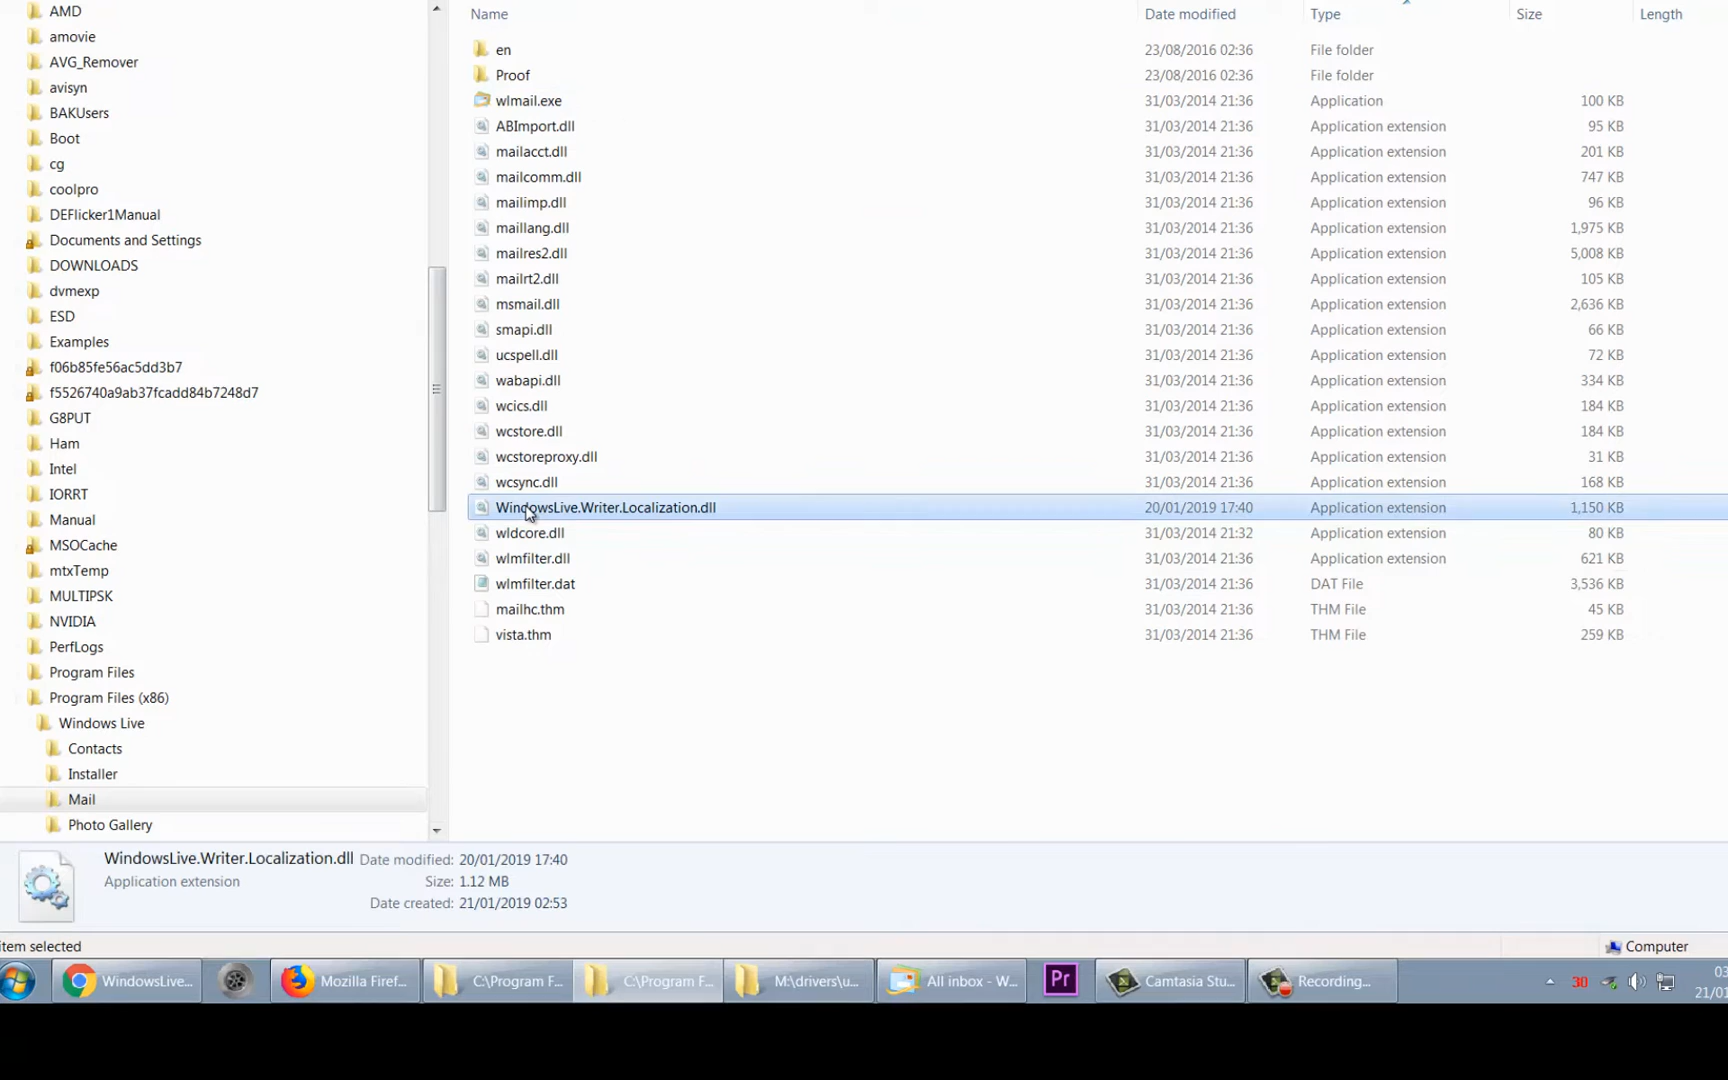 AMD
amovie
AVG_Remover
avisyn
BAKUsers
Boot
cg
coolpro
DEFlicker1Manual
Documents and Settings
DOWNLOADS
dvmexp
ESD
Examples
f06b85fe56ac5dd3b7
f5526740a9ab37fcadd84b7248d7
G8PUT
Ham
Intel
IORRT
Manual
MSOCache
mtxTemp
MULTIPSK
NVIDIA
PerfLogs
Program Files
Program Files (x86)
Windows Live
Contacts
Installer
Mail
Photo Gallery
Name Date modified Type Size Length
en 23/08/2016 02:36 File folder
Proof 23/08/2016 02:36 File folder
wlmail.exe 31/03/2014 21:36 Application 100 KB
ABImport.dll 31/03/2014 21:36 Application extension 95 KB
mailacct.dll 31/03/2014 21:36 Application extension 201 KB
mailcomm.dll 31/03/2014 21:36 Application extension 747 KB
mailimp.dll 31/03/2014 21:36 Application extension 96 KB
maillang.dll 31/03/2014 21:36 Application extension 1,975 KB
mailres2.dll 31/03/2014 21:36 Application extension 5,008 KB
mailrt2.dll 31/03/2014 21:36 Application extension 105 KB
msmail.dll 31/03/2014 21:36 Application extension 2,636 KB
smapi.dll 31/03/2014 21:36 Application extension 66 KB
ucspell.dll 31/03/2014 21:36 Application extension 72 KB
wabapi.dll 31/03/2014 21:36 Application extension 334 KB
wcics.dll 31/03/2014 21:36 Application extension 184 KB
wcstore.dll 31/03/2014 21:36 Application extension 184 KB
wcstoreproxy.dll 31/03/2014 21:36 Application extension 31 KB
wcsync.dll 31/03/2014 21:36 Application extension 168 KB
WindowsLive.Writer.Localization.dll 20/01/2019 17:40 Application extension 1,150 KB
wldcore.dll 31/03/2014 21:32 Application extension 80 KB
wlmfilter.dll 31/03/2014 21:36 Application extension 621 KB
wlmfilter.dat 31/03/2014 21:36 DAT File 3,536 KB
mailhc.thm 31/03/2014 21:36 THM File 45 KB
vista.thm 31/03/2014 21:36 THM File 259 KB
WindowsLive.Writer.Localization.dll Date modified: 20/01/2019 17:40
Application extension Size: 1.12 MB
Date created: 21/01/2019 02:53
item selected Computer
WindowsLive... Mozilla Firef... C:\Program F... C:\Program F... M:\drivers\u... All inbox - W... Pr Camtasia Stu... Recording... 30 03
21/01